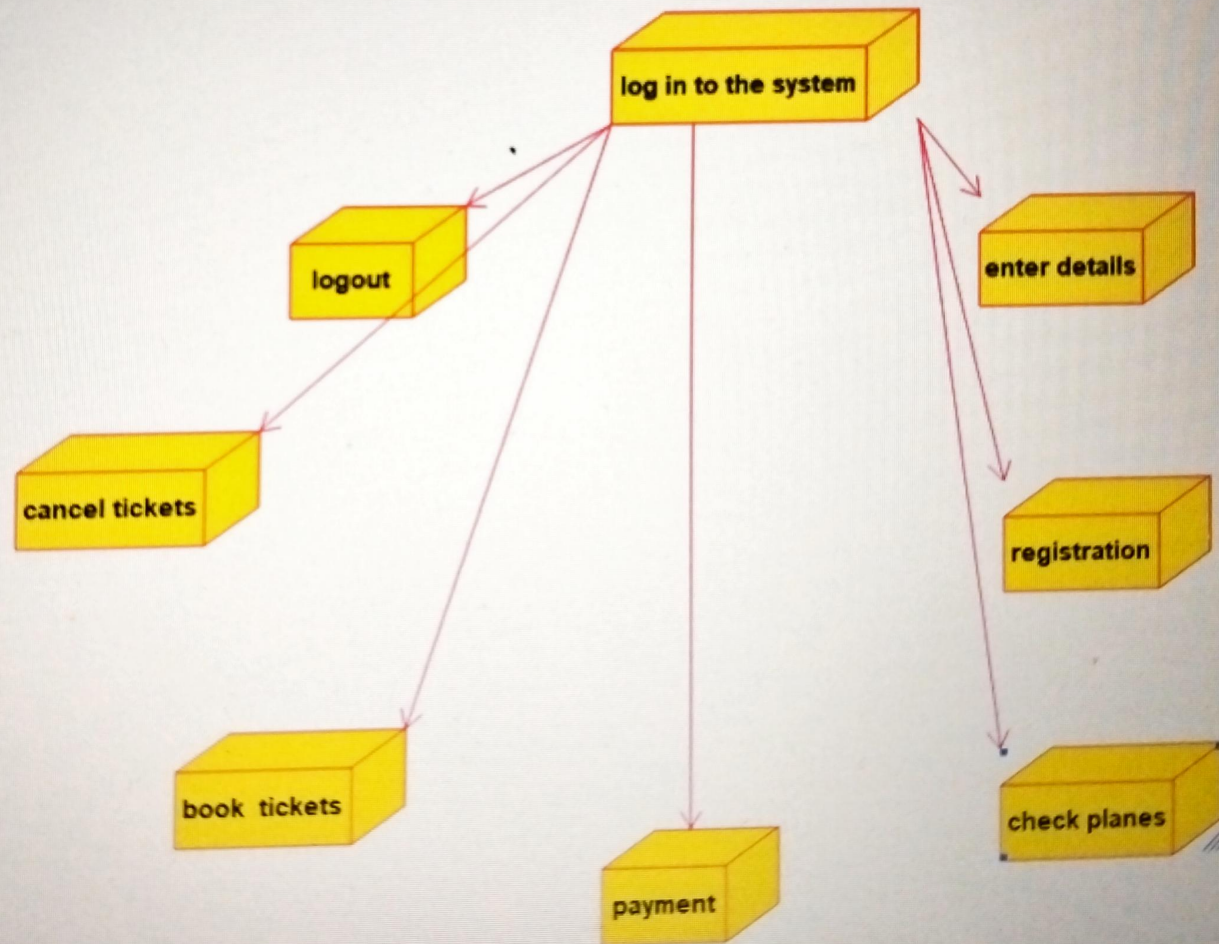 log in to the system
logout
enter details
cancel tickets
registration
book tickets
check planes
payment